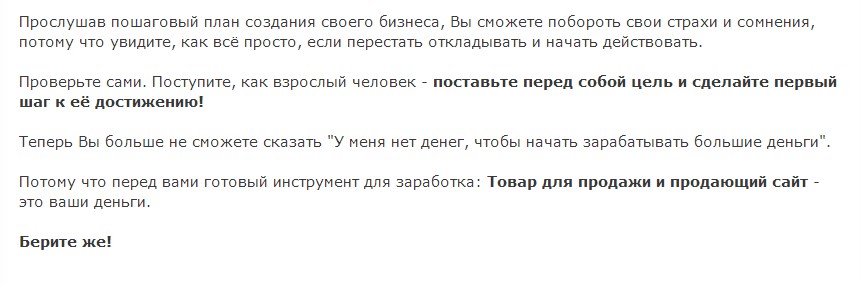 Прослушав пошаговый план создания своего бизнеса, Вы сможете побороть свои страхи и сомнения,
потому что увидите, как всё просто, если перестать откладывать и начать действовать.
Проверьте сами. Поступите, как взрослый человек - поставьте перед собой цель и сделайте первый
шаг к её достижению!
Теперь Вы больше не сможете сказать "У меня нет денег, чтобы начать зарабатывать большие деньги".
Потому что перед вами готовый инструмент для заработка: Товар для продажи и продающий сайт -
это ваши деньги.
Берите же!